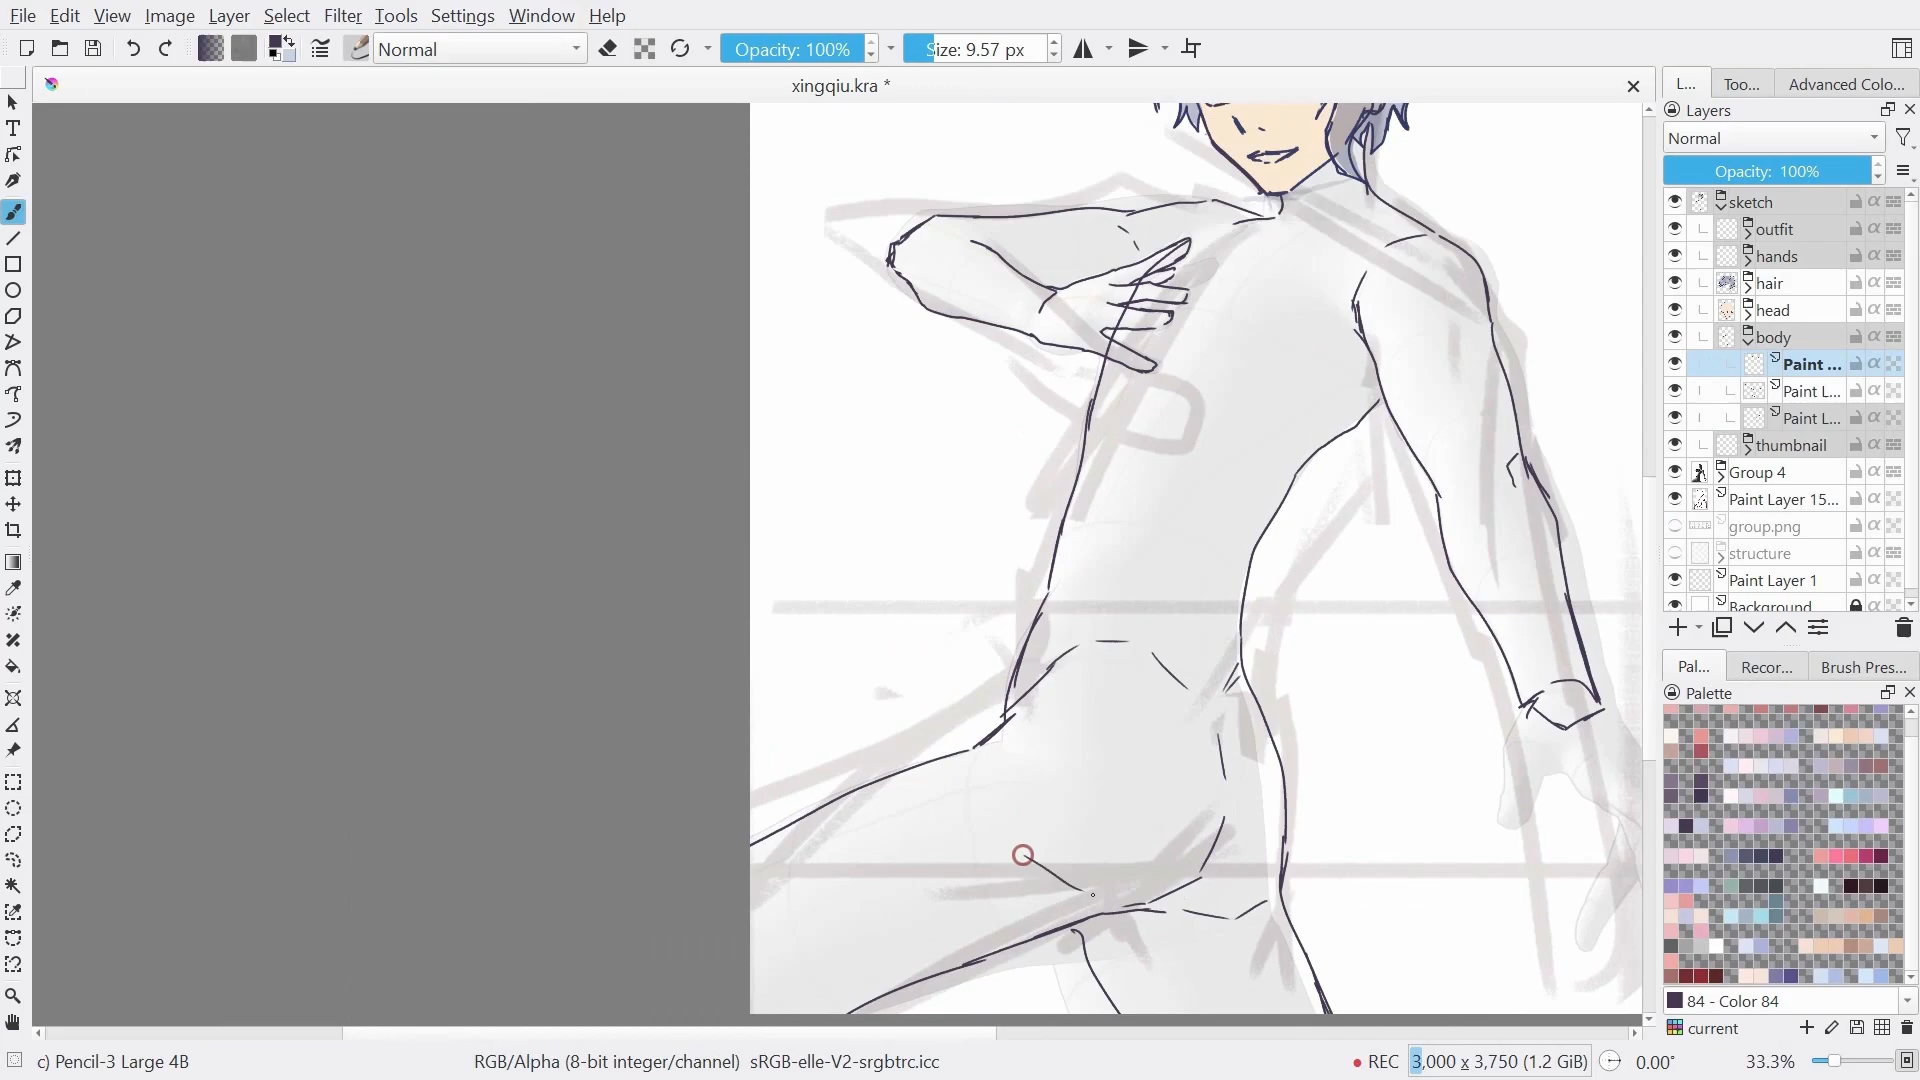 File Edit View Image Layer Select Filter Tools Settings Window Help
Normal Opacity: 100% Size: 9.57 px
xingqiu.kra *
L... Too... Advanced Colo...
Layers
Normal
Opacity: 100%
sketch
outfit
hands
hair
head
body
Paint ...
Paint L...
Paint L...
thumbnail
Group 4
Paint Layer 15...
group.png
structure
Paint Layer 1
Background
Pal... Recor... Brush Pres...
Palette
84 - Color 84
current
c) Pencil-3 Large 4B RGB/Alpha (8-bit integer/channel) sRGB-elle-V2-srgbtrc.icc REC 3,000 x 3,750 (1.2 GiB) 0.00° 33.3%